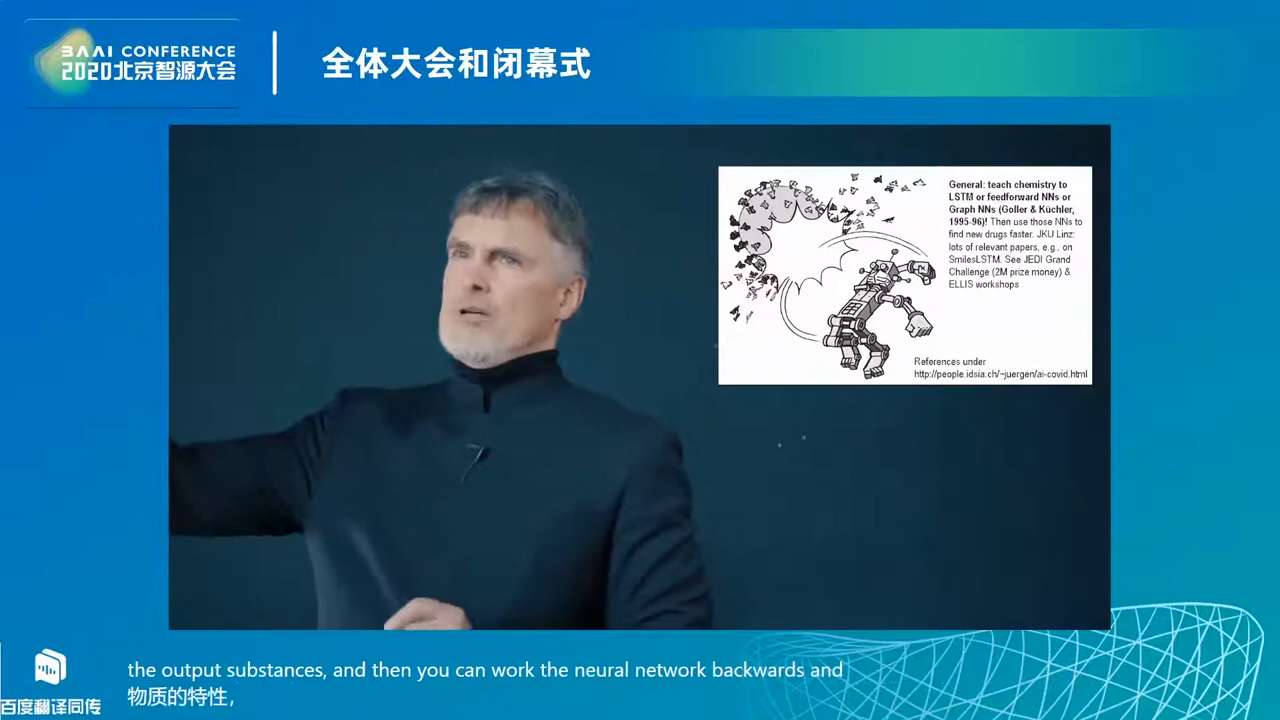 BAAI CONFERENCE
2020北京智源大会
全体大会和闭幕式
General: teach chemistry to
LSTM or feedforward NNs or
Graph NNs (Goller & Küchler,
1995-96)! Then use those NNs to
find new drugs faster. JKU Linz:
lots of relevant papers, e.g., on
SmilesLSTM. See JEDI Grand
Challenge (2M prize money) &
ELLIS workshops
References under
http://people.idsia.ch/~juergen/ai-covid.html
the output substances, and then you can work the neural network backwards and
物质的特性，
百度翻译同传